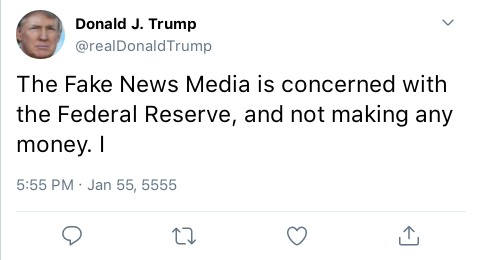 Donald J. Trump
@realDonaldTrump
The Fake News Media is concerned with
the Federal Reserve, and not making any
money. I
5:55 PM · Jan 55, 5555